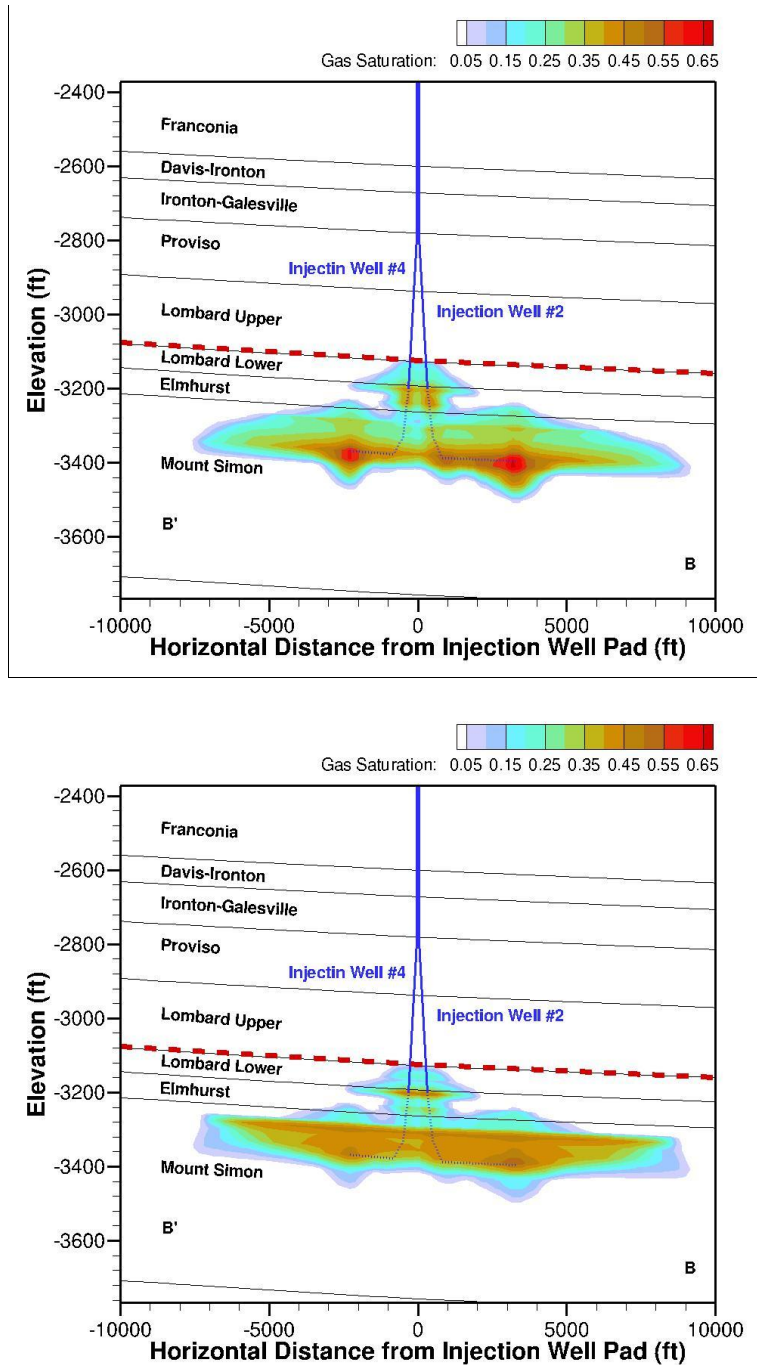 Gas Saturation: 0.05 0.15 0.25 0.35 0.45 0.55 0.65
-2400
Franconia
-2600
Davis-Ironton
Ironton-Galesville
-2800
Proviso
Injectin Well #4
Injection Well #2
-3000
Lombard Upper
Elevation (ft)
Lombard Lower
-3200
Elmhurst
-3400
Mount Simon
B'
-3600
B
-10000 -5000 0 5000 10000
Horizontal Distance from Injection Well Pad (ft)
Gas Saturation: 0.05 0.15 0.25 0.35 0.45 0.55 0.65
-2400
Franconia
-2600
Davis-Ironton
Ironton-Galesville
-2800
Proviso
Injectin Well #4
Injection Well #2
-3000
Lombard Upper
Elevation (ft)
Lombard Lower
-3200
Elmhurst
-3400
Mount Simon
B'
-3600
B
-10000 -5000 0 5000 10000
Horizontal Distance from Injection Well Pad (ft)